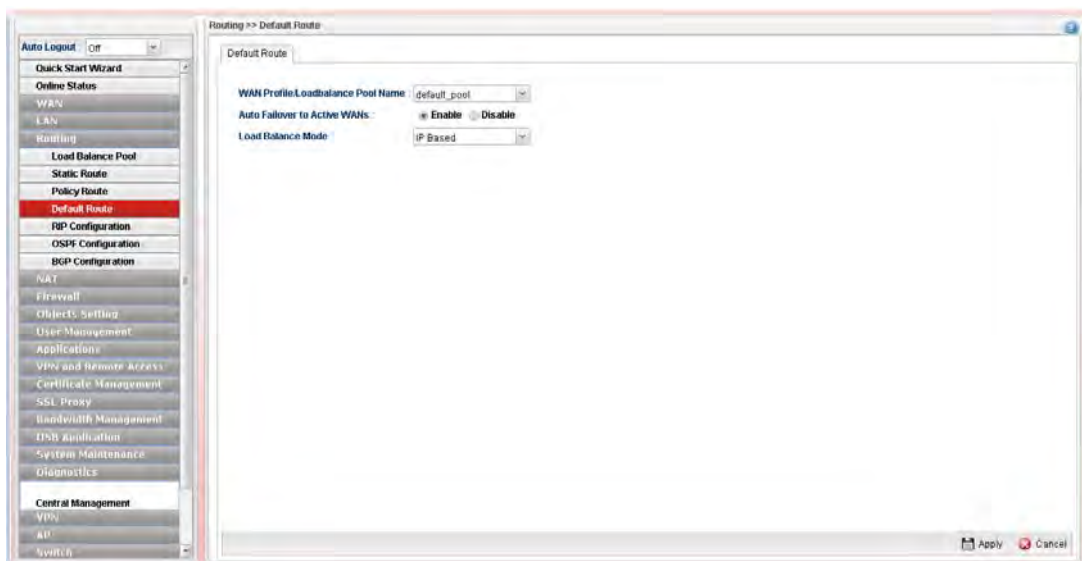 Routing >> Default Route
Auto Logout : Off
Quick Start Wizard
Online Status
WAN
LAN
Routing
Load Balance Pool
Static Route
Policy Route
Default Route
RIP Configuration
OSPF Configuration
BGP Configuration
NAT
Firewall
Objects Setting
User Management
Applications
VPN and Remote Access
Certificate Management
SSL Proxy
Bandwidth Management
USB Application
System Maintenance
Diagnostics
Central Management
VPN
AP
Switch
Default Route
WAN Profile/Loadbalance Pool Name : default_pool
Auto Failover to Active WANs : Enable Disable
Load Balance Mode : IP Based
Apply Cancel